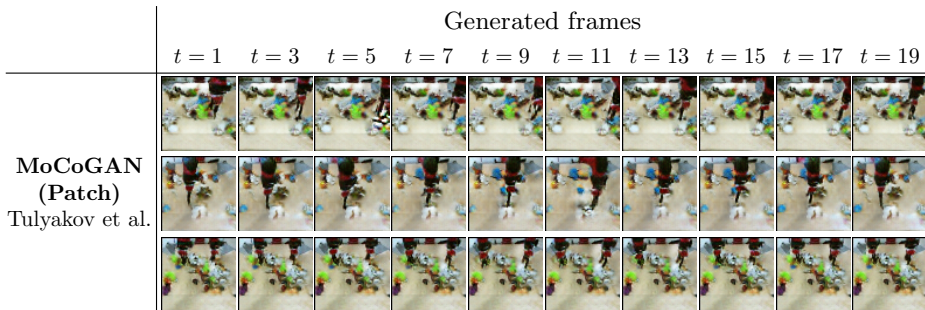 Generated frames
t = 1 t = 3 t = 5 t = 7 t = 9 t = 11 t = 13 t = 15 t = 17 t = 19
MoCoGAN
(Patch)
Tulyakov et al.